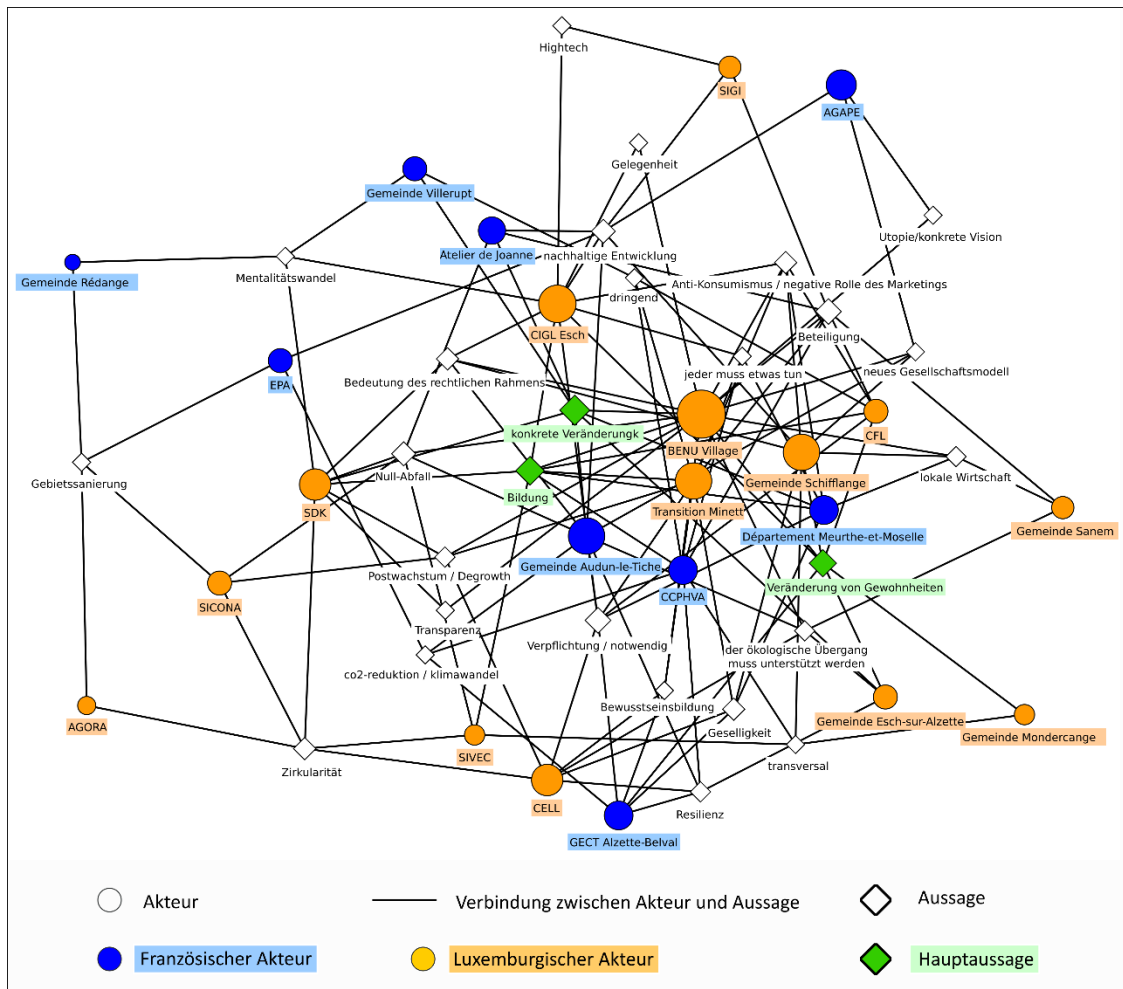 Hightech
SIGI
AGAPE
Gelegenheit
Gemeinde Villerupt
Utopie/konkrete Vision
Atelier de Joanne
nachhaltige Entwicklung
Gemeinde Rédange
Mentalitätswandel
Anti-Konsumismus / negative Rolle des Marketings
dringend
CIGL Esch
Beteiligung
EPA
Bedeutung des rechtlichen Rahmens
jeder muss etwas tun
neues Gesellschaftsmodell
konkrete Veränderungk
CFL
BENU Village
Null-Abfall
Gebietssanierung
Bildung
Gemeinde Schifflange
lokale Wirtschaft
SDK
Transition Minett
Gemeinde Sanem
Département Meurthe-et-Moselle
Gemeinde Audun-le-Tiche
Postwachstum / Degrowth
Veränderung von Gewohnheiten
CCPHVA
SICONA
Transparenz
Verpflichtung / notwendig
der ökologische Übergang
muss unterstützt werden
co2-reduktion / klimawandel
Bewusstseinsbildung
AGORA
Gemeinde Esch-sur-Alzette
Geselligkeit
Gemeinde Mondercange
SIVEC
Zirkularität
transversal
CELL
Resilienz
GECT Alzette-Belval
Akteur
Verbindung zwischen Akteur und Aussage
Aussage
Französischer Akteur
Luxemburgischer Akteur
Hauptaussage